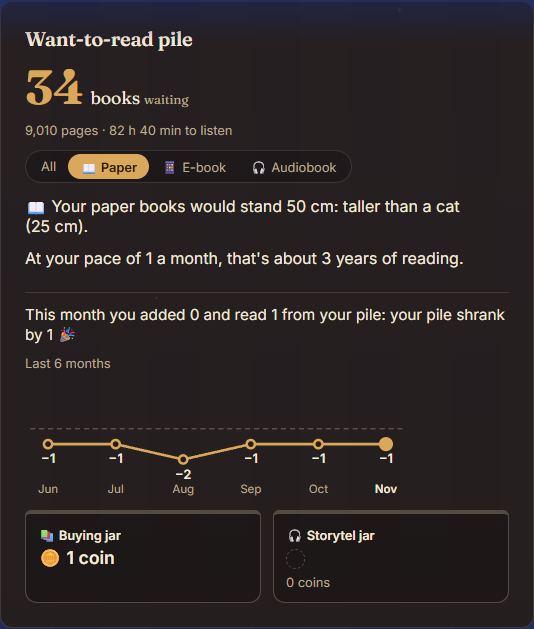 Want-to-read pile
34 books waiting
9,010 pages · 82 h 40 min to listen
All 📖 Paper E-book 🎧 Audiobook
📖 Your paper books would stand 50 cm: taller than a cat
(25 cm).
At your pace of 1 a month, that's about 3 years of reading.
This month you added 0 and read 1 from your pile: your pile shrank
by 1 🎉
Last 6 months
−1 −1 −2 −1 −1 −1
Jun Jul Aug Sep Oct Nov
📚 Buying jar
🪙 1 coin
🎧 Storytel jar
0 coins